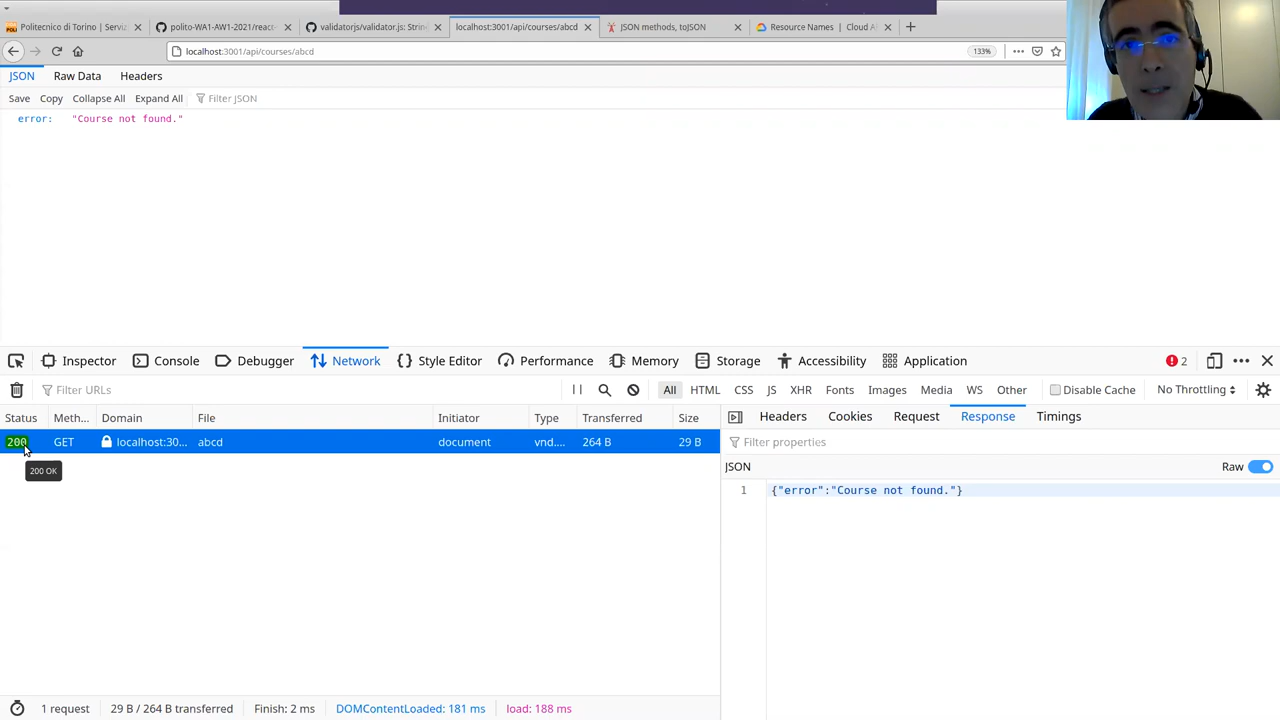 Politecnico di Torino | Serviz
polito-WA1-AW1-2021/react-
validatorjs/validator.js: Strin
localhost:3001/api/courses/abcd
JSON methods, toJSON
Resource Names | Cloud A
localhost:3001/api/courses/abcd
133%
JSON Raw Data Headers
Save Copy Collapse All Expand All Filter JSON
error: "Course not found."
Inspector Console Debugger Network Style Editor Performance Memory Storage Accessibility Application 2
Filter URLs All HTML CSS JS XHR Fonts Images Media WS Other Disable Cache No Throttling
Status Meth... Domain File Initiator Type Transferred Size
200 GET localhost:30... abcd document vnd.... 264 B 29 B
200 OK
Headers Cookies Request Response Timings
Filter properties
JSON Raw
1 {"error":"Course not found."}
1 request 29 B / 264 B transferred Finish: 2 ms DOMContentLoaded: 181 ms load: 188 ms